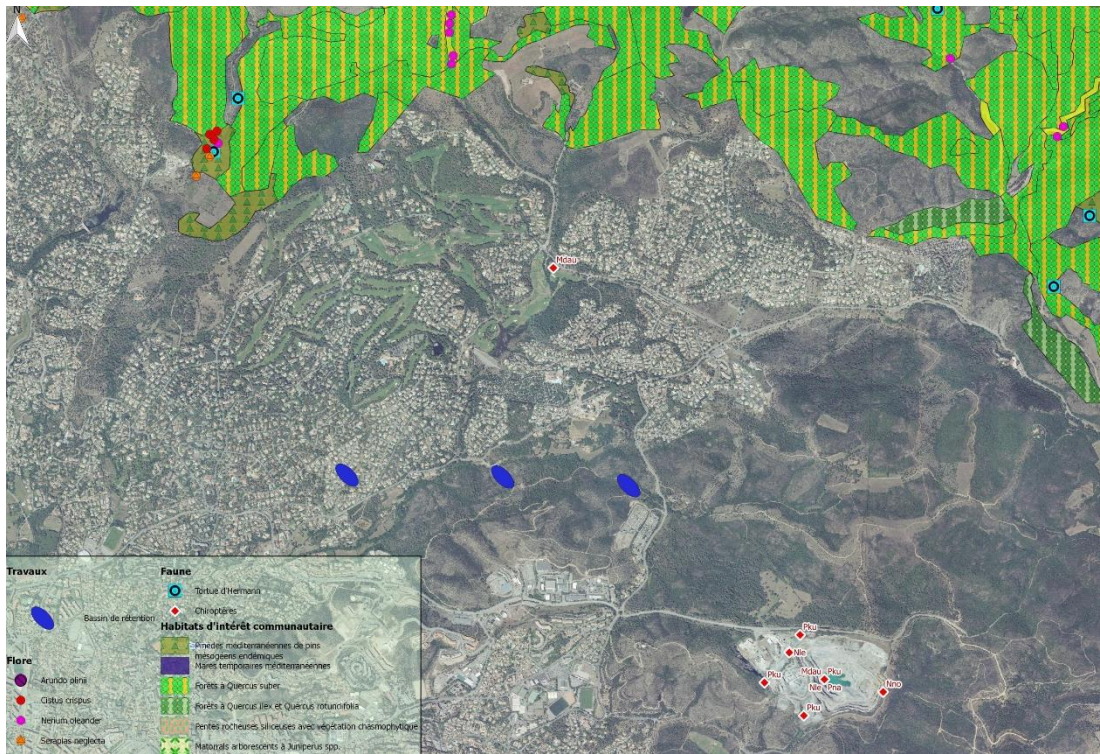 N
Mdau
Pku
Nle
Pku
Mdau
Pku
Nle
Pna
Nno
Pku
Travaux
Bassin de rétention
Flore
Arundo plinii
Cistus crispus
Nerium oleander
Serapias neglecta
Faune
Tortue d'Hermann
Chiroptères
Habitats d'intérêt communautaire
Pinèdes méditerranéennes de pins
mésogéens endémiques
Mares temporaires méditerranéennes
Forêts à Quercus suber
Forêts à Quercus ilex et Quercus rotundifolia
Pentes rocheuses siliceuses avec végétation chasmophytique
Matorrals arborescents à Juniperus spp.